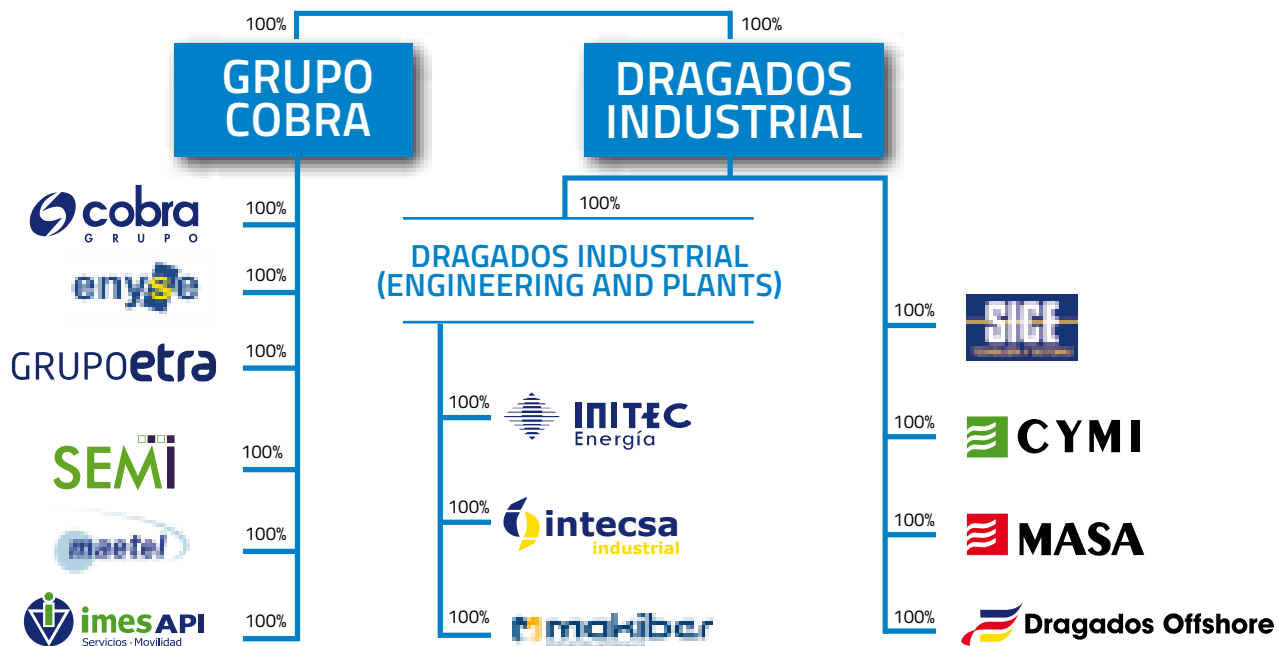 100%
100%
GRUPO
COBRA
DRAGADOS
INDUSTRIAL
cobra
GRUPO
100%
enyse
100%
GRUPOetra
100%
SEMI
100%
maetel
100%
imesAPI
Servicios · Movilidad
100%
100%
DRAGADOS INDUSTRIAL
(ENGINEERING AND PLANTS)
100%
INITEC
Energía
100%
intecsa
industrial
100%
makiber
100%
SICE
100%
CYMI
100%
MASA
100%
Dragados Offshore